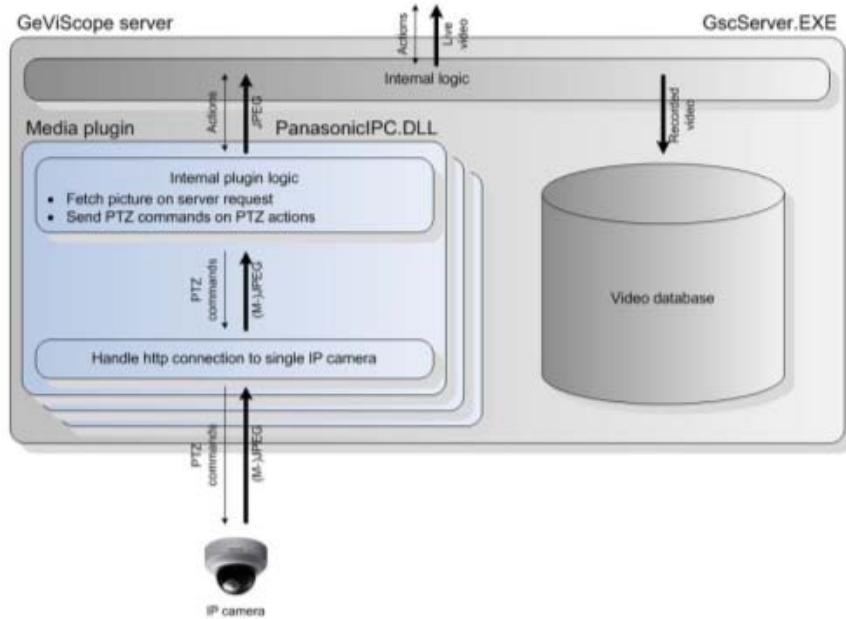 GeViScope server
GscServer.EXE
Actions
Live
video
Internal logic
Actions
JPEG
Recorded
video
Media plugin
PanasonicIPC.DLL
Internal plugin logic
• Fetch picture on server request
• Send PTZ commands on PTZ actions
PTZ
commands
(M-)JPEG
Video database
Handle http connection to single IP camera
PTZ
commands
(M-)JPEG
IP camera